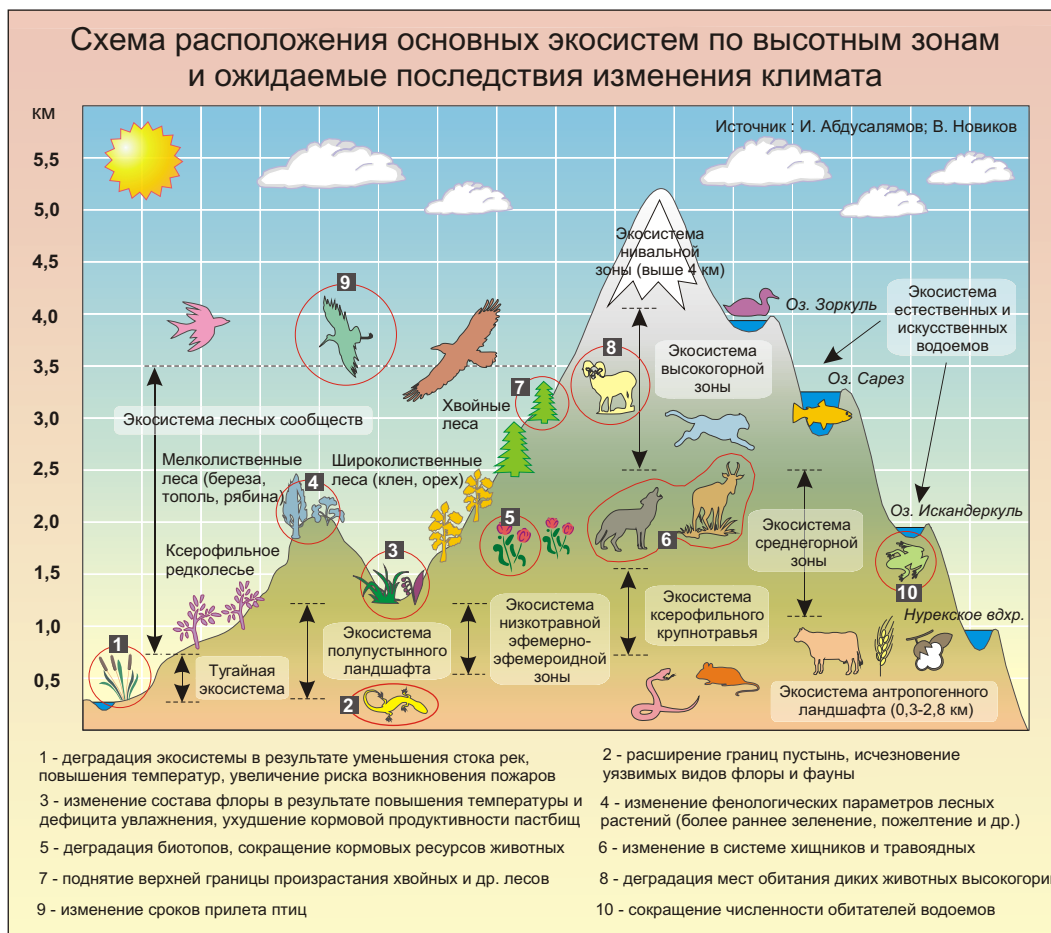 Схема расположения основных экосистем по высотным зонам
и ожидаемые последствия изменения климата
км
Источник : И. Абдусалямов; В. Новиков
5,5
5,0
4,5
4,0
3,5
3,0
2,5
2,0
1,5
1,0
0,5
Экосистема
нивальной
зоны (выше 4 км)
9
Оз. Зоркуль
Экосистема
естественных и
искусственных
водоемов
8
Экосистема
высокогорной
зоны
Оз. Сарез
7
Хвойные
леса
Экосистема лесных сообществ
Мелколиственные
леса (береза,
тополь, рябина)
4
Широколиственные
леса (клен, орех)
5
6
Оз. Искандеркуль
Экосистема
среднегорной
зоны
10
Ксерофильное
редколесье
3
Нурекское вдхр.
1
Тугайная
экосистема
Экосистема
полупустынного
ландшафта
2
Экосистема
низкотравной
эфемерно-
эфемероидной
зоны
Экосистема
ксерофильного
крупнотравья
Экосистема антропогенного
ландшафта (0,3-2,8 км)
1 - деградация экосистемы в результате уменьшения стока рек,
повышения температур, увеличение риска возникновения пожаров
2 - расширение границ пустынь, исчезновение
уязвимых видов флоры и фауны
3 - изменение состава флоры в результате повышения температуры и
дефицита увлажнения, ухудшение кормовой продуктивности пастбищ
4 - изменение фенологических параметров лесных
растений (более раннее зеленение, пожелтение и др.)
5 - деградация биотопов, сокращение кормовых ресурсов животных
6 - изменение в системе хищников и травоядных
7 - поднятие верхней границы произрастания хвойных и др. лесов
8 - деградация мест обитания диких животных высокогори
9 - изменение сроков прилета птиц
10 - сокращение численности обитателей водоемов